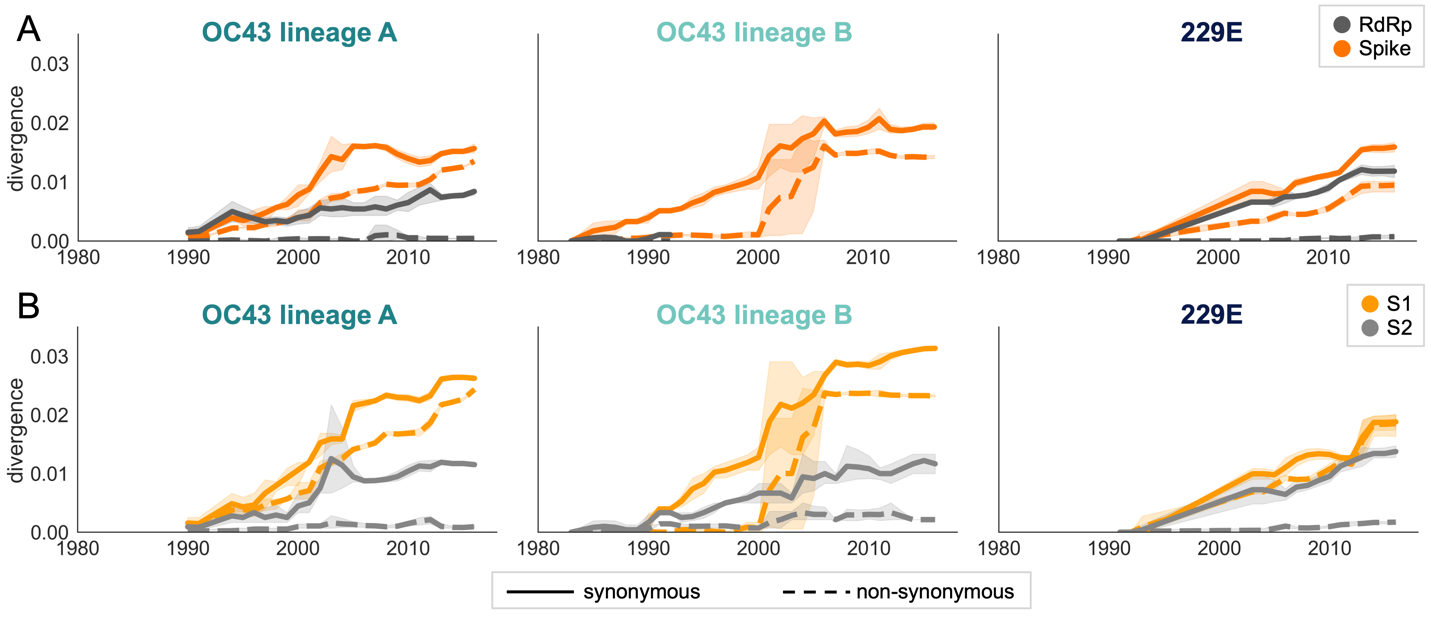 A
OC43 lineage A
OC43 lineage B
229E
RdRp
Spike
divergence
0.03
0.02
0.01
0.00
1980
1990
2000
2010
1980
1990
2000
2010
1980
1990
2000
2010
B
OC43 lineage A
OC43 lineage B
229E
S1
S2
divergence
0.03
0.02
0.01
0.00
1980
1990
2000
2010
1980
1990
2000
2010
1980
1990
2000
2010
synonymous
non-synonymous